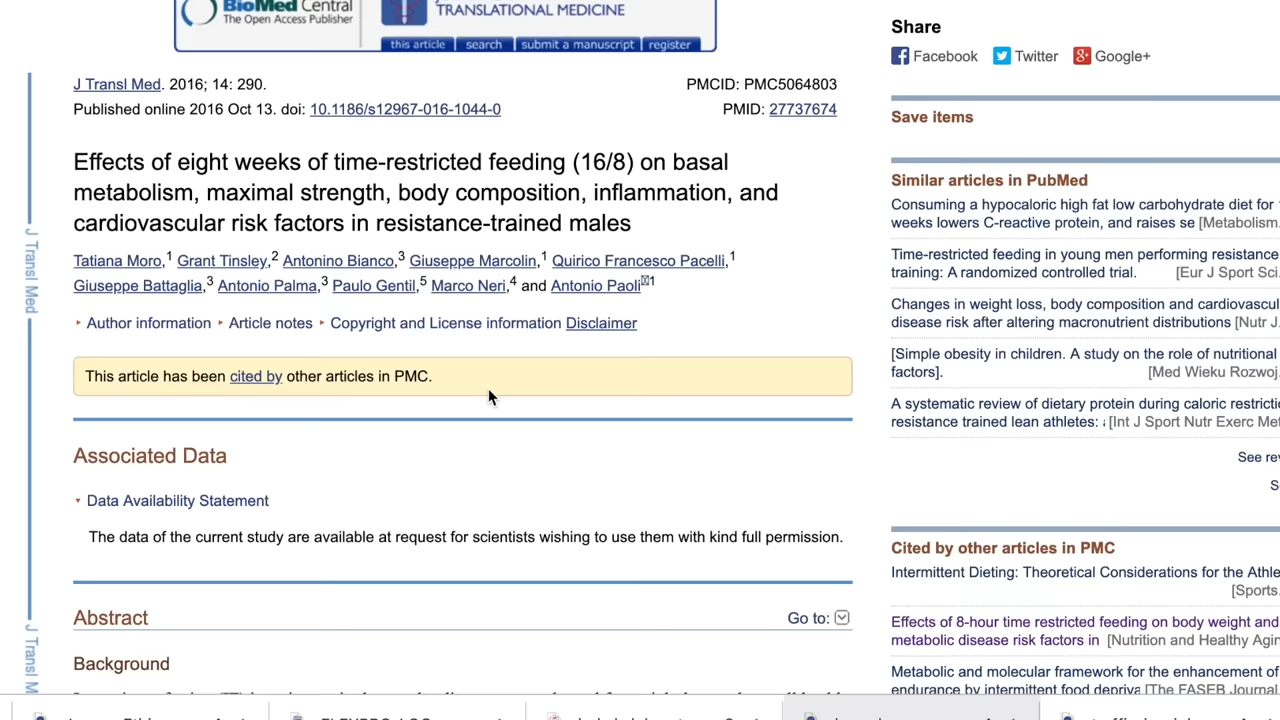 BioMed Central
The Open Access Publisher
TRANSLATIONAL MEDICINE
this article
search
submit a manuscript
register
J Transl Med. 2016; 14: 290.
PMCID: PMC5064803
Published online 2016 Oct 13. doi: 10.1186/s12967-016-1044-0
PMID: 27737674
Effects of eight weeks of time-restricted feeding (16/8) on basal
metabolism, maximal strength, body composition, inflammation, and
cardiovascular risk factors in resistance-trained males
Tatiana Moro,1 Grant Tinsley,2 Antonino Bianco,3 Giuseppe Marcolin,1 Quirico Francesco Pacelli,1
Giuseppe Battaglia,3 Antonio Palma,3 Paulo Gentil,5 Marco Neri,4 and Antonio Paoli1
Author information Article notes Copyright and License information Disclaimer
This article has been cited by other articles in PMC.
Associated Data
Data Availability Statement
The data of the current study are available at request for scientists wishing to use them with kind full permission.
Abstract
Go to:
Background
J Transl Med
J Transl M
Share
Facebook Twitter Google+
Save items
Similar articles in PubMed
Consuming a hypocaloric high fat low carbohydrate diet for
weeks lowers C-reactive protein, and raises se [Metabolism.
Time-restricted feeding in young men performing resistance
training: A randomized controlled trial. [Eur J Sport Sci.
Changes in weight loss, body composition and cardiovascul
disease risk after altering macronutrient distributions [Nutr J.
[Simple obesity in children. A study on the role of nutritional
factors]. [Med Wieku Rozwoj.
A systematic review of dietary protein during caloric restricti
resistance trained lean athletes: [Int J Sport Nutr Exerc Met
See rev
S
Cited by other articles in PMC
Intermittent Dieting: Theoretical Considerations for the Athle
[Sports.
Effects of 8-hour time restricted feeding on body weight and
metabolic disease risk factors in [Nutrition and Healthy Agin
Metabolic and molecular framework for the enhancement of
endurance by intermittent food depriva [The FASEB Journal